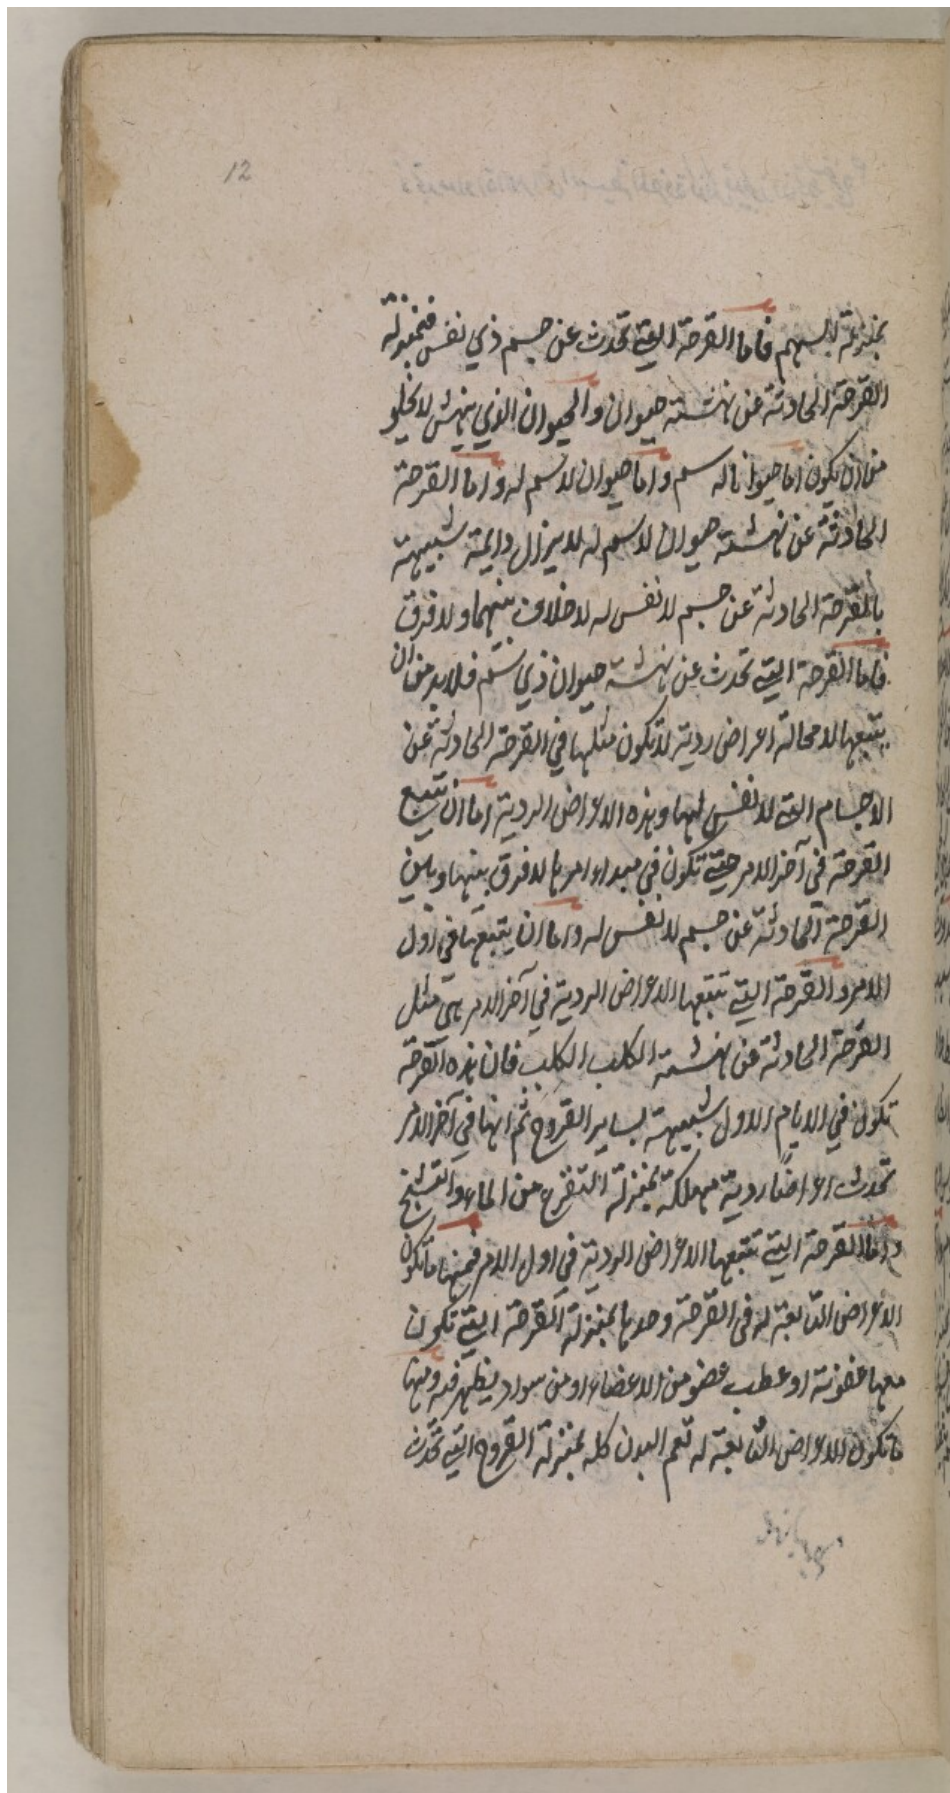 12
بمنزلة السهم فاما القرحة التي تحدث عن جسم ذي نفس فبمنزلة
القرحة الحادثة عن نهشة حيوان والحيوان الذي ينهش لا يخلو
من ان يكون اما حيوانا له سم واما حيوان لا سم له واما القرحة
الحادثة عن نهشة حيوان لا سم له لا يزال دايمة شبيهة
بالقرحة الحادثة عن جسم لا نفس له لا خلاف بينهما ولا فرق
فاما القرحة التي تحدث عن نهشة حيوان ذي سم فلا بد من ان
يتبعها لا محالة اعراض ردية لا تكون مثلها في القرحة الحادثة عن
الاجسام التي لا نفس لها وهذه الاعراض الردية اما ان تتبع
القرحة في آخر الامر حتى تكون في مبداء امرها لا فرق بينها وبين
القرحة الحادثة عن جسم لا نفس له واما ان يتبعها في اول
الامر والقرحة التي تتبعها الاعراض الردية في آخر الامر هي مثل
القرحة الحادثة عن نهشة الكلب الكلب فان هذه القرحة
تكون في الايام الاول شبيهة بساير القروح ثم انها في آخر الامر
تحدث اعراضا ردية مهلكة بمنزلة التفزع من الماء والتشنج
واما القرحة التي تتبعها الاعراض الردية في اول الامر فمنها ما تكون
الاعراض التابعة له في القرحة وحدها بمنزلة القرحة التي تكون
معها عفونة او عطب عضو من الاعضاء او من سواد يظهر فيه ومنها
ما تكون الاعراض التابعة له تعم البدن كله بمنزلة القروح التي تحدث